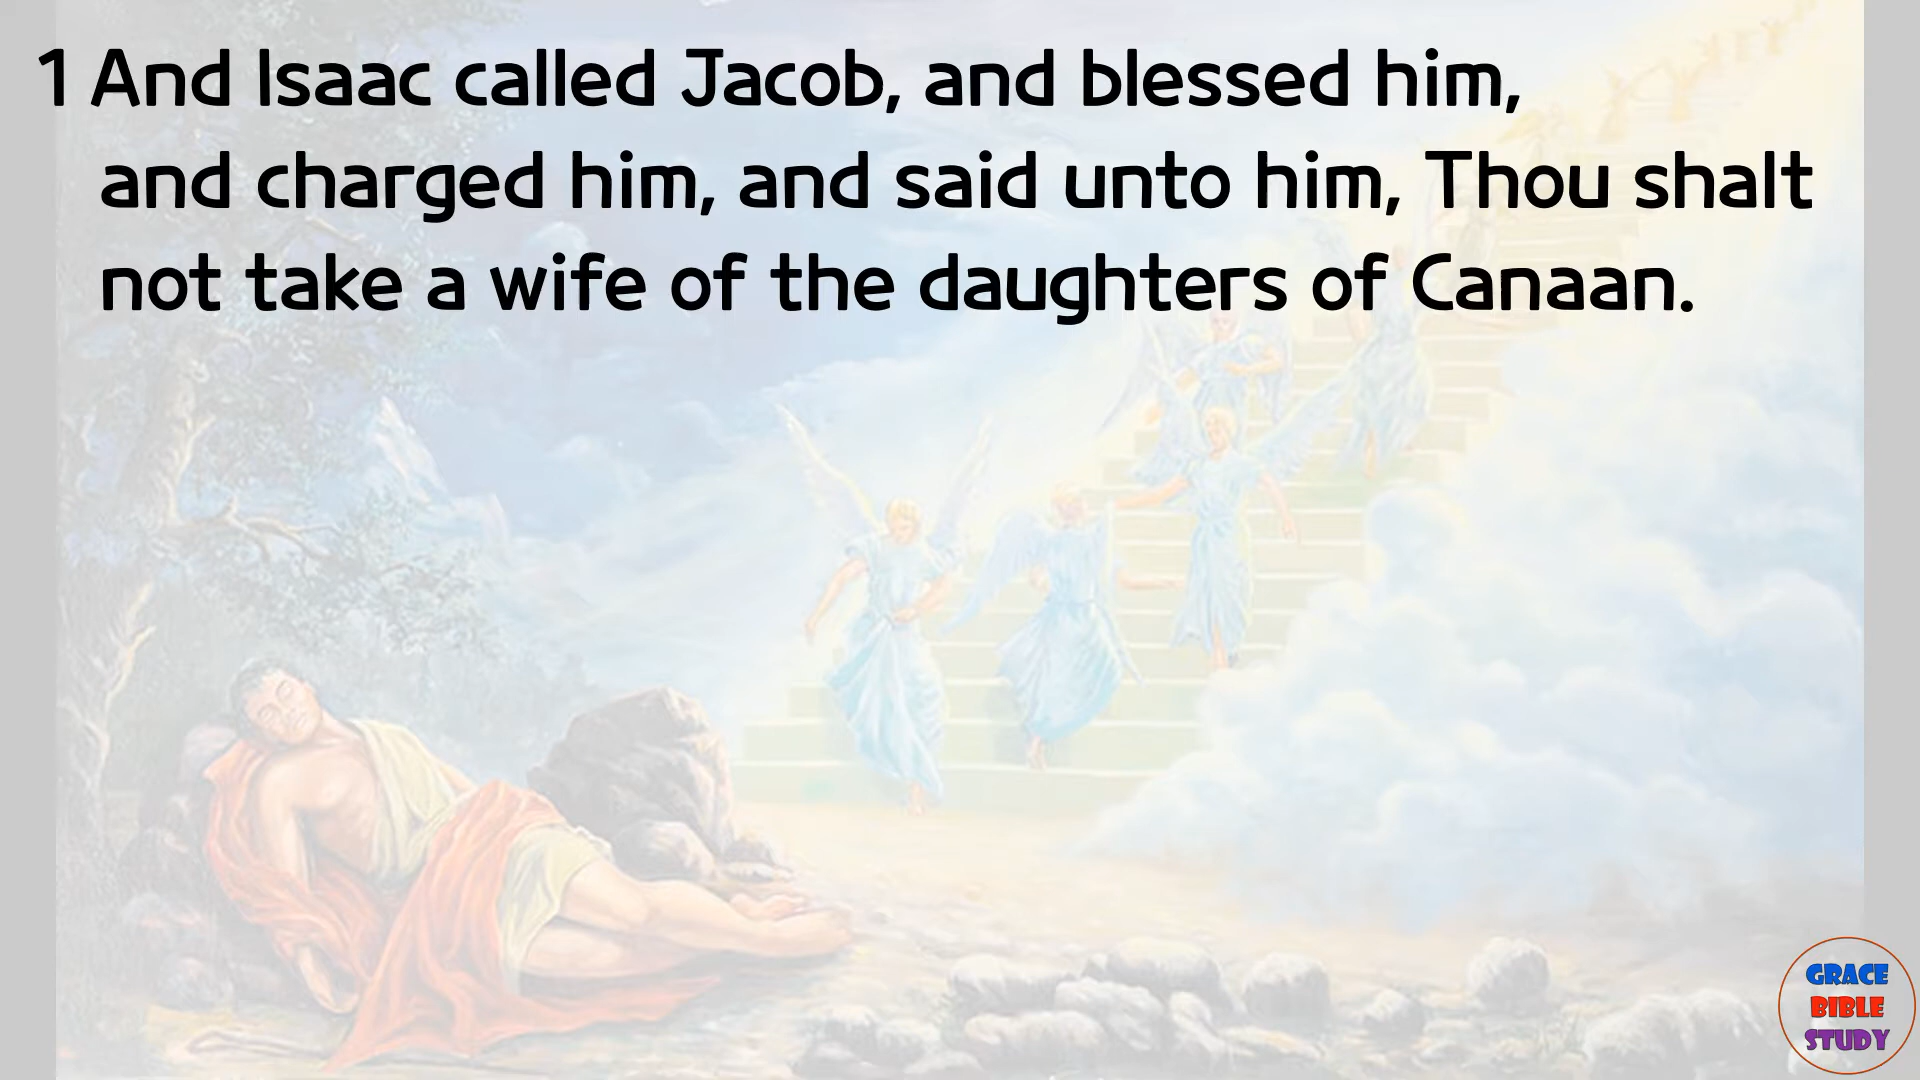 1 And Isaac called Jacob, and blessed him,
and charged him, and said unto him, Thou shalt
not take a wife of the daughters of Canaan.
GRACE
BIBLE
STUDY